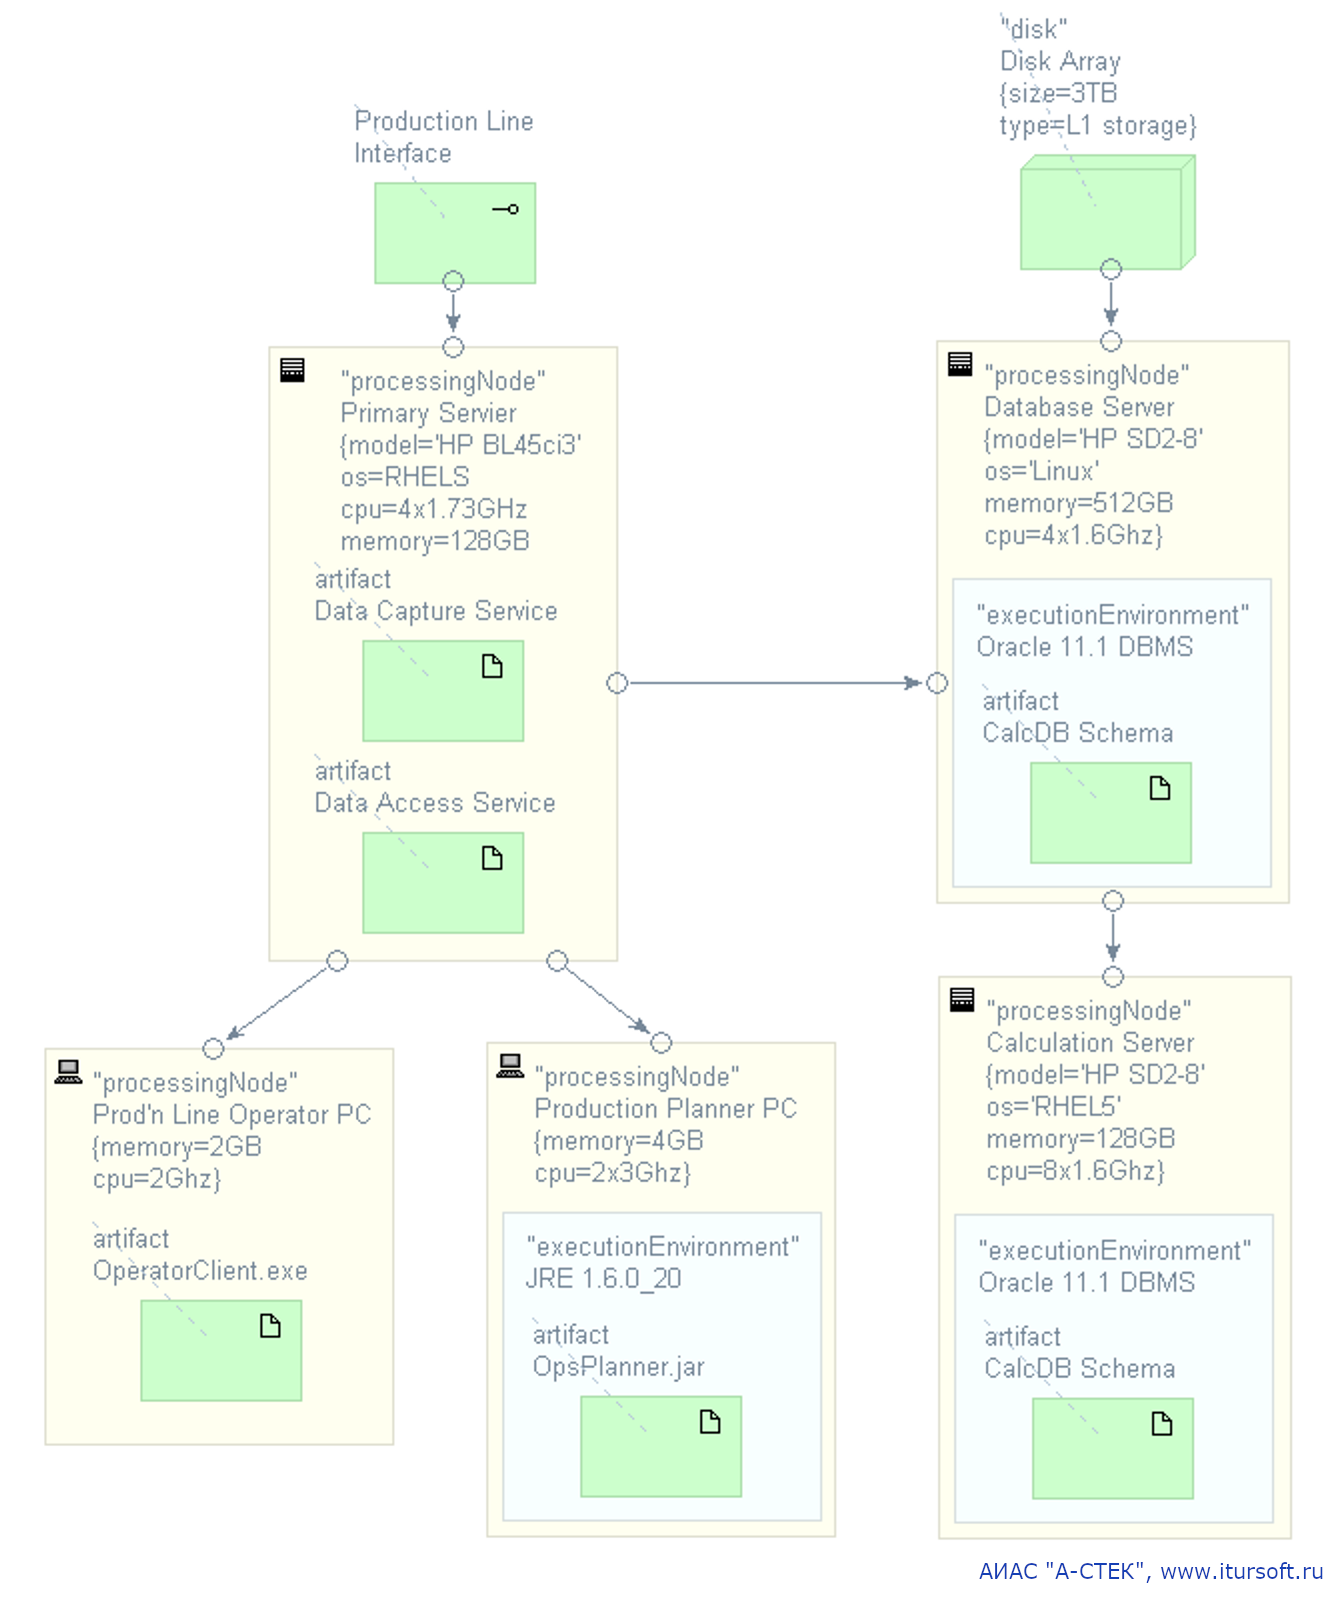 "disk"
Disk Array
{size=3TB
type=L1 storage}
Production Line
Interface
"processingNode"
Primary Servier
{model='HP BL45ci3'
os=RHELS
cpu=4x1.73GHz
memory=128GB
artifact
Data Capture Service
artifact
Data Access Service
"processingNode"
Database Server
{model='HP SD2-8'
os='Linux'
memory=512GB
cpu=4x1.6Ghz}
"executionEnvironment"
Oracle 11.1 DBMS
artifact
CalcDB Schema
"processingNode"
Prod'n Line Operator PC
{memory=2GB
cpu=2Ghz}
artifact
OperatorClient.exe
"processingNode"
Production Planner PC
{memory=4GB
cpu=2x3Ghz}
"executionEnvironment"
JRE 1.6.0_20
artifact
OpsPlanner.jar
"processingNode"
Calculation Server
{model='HP SD2-8'
os='RHEL5'
memory=128GB
cpu=8x1.6Ghz}
"executionEnvironment"
Oracle 11.1 DBMS
artifact
CalcDB Schema
АИАС "А-СТЕК", www.itursoft.ru